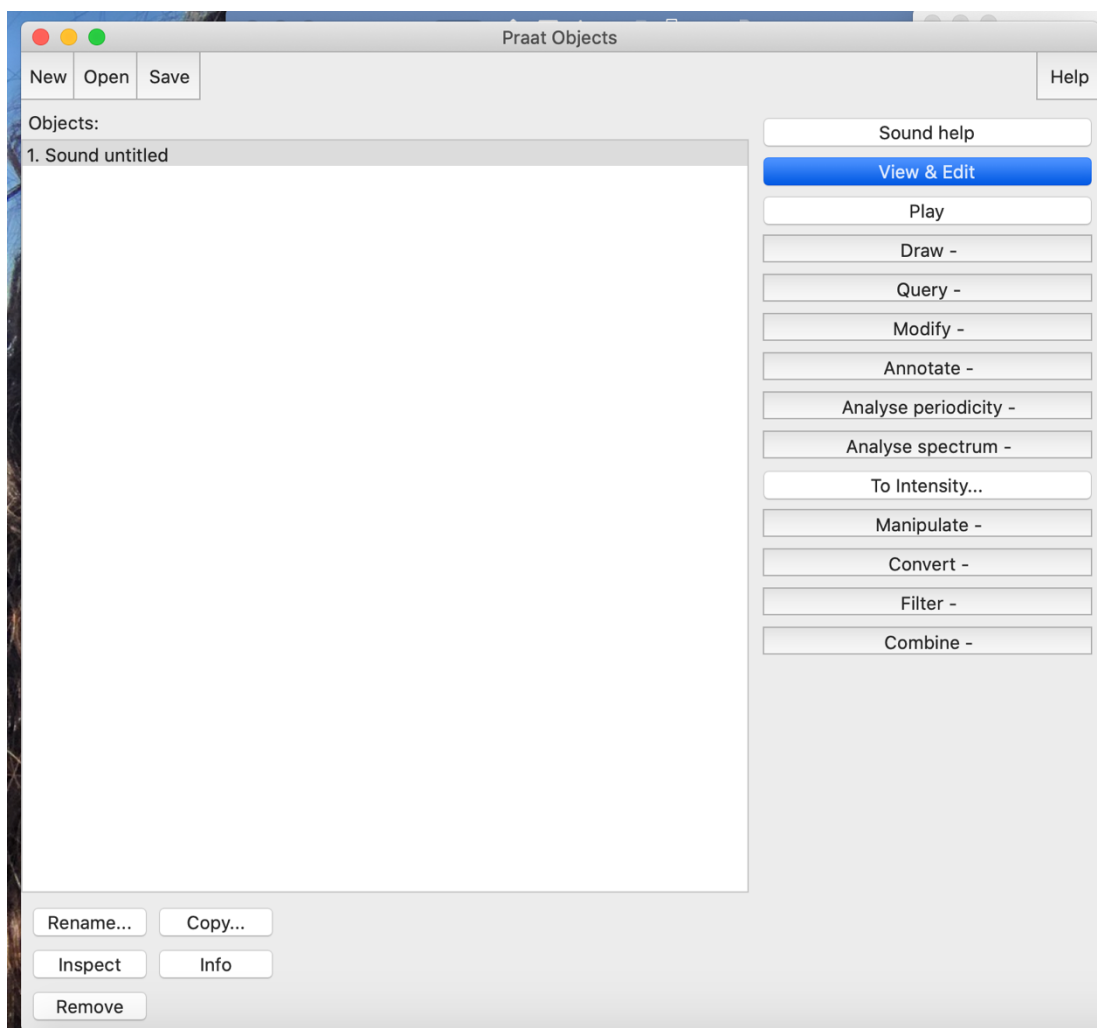 Praat Objects
New Open Save Help
Objects:
1. Sound untitled
Sound help
View & Edit
Play
Draw -
Query -
Modify -
Annotate -
Analyse periodicity -
Analyse spectrum -
To Intensity...
Manipulate -
Convert -
Filter -
Combine -
Rename... Copy...
Inspect Info
Remove